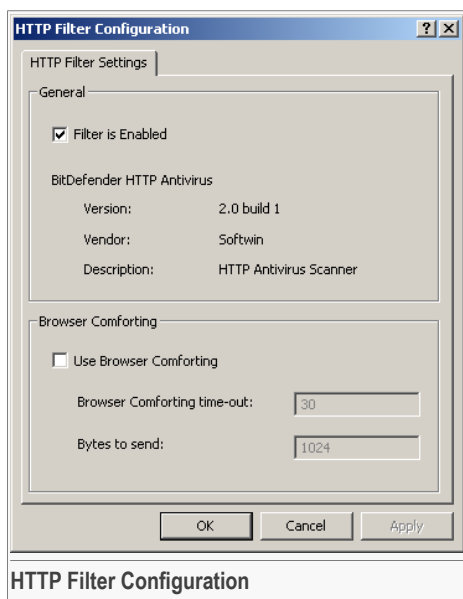 HTTP Filter Configuration
? X
HTTP Filter Settings
General
Filter is Enabled
BitDefender HTTP Antivirus
Version: 2.0 build 1
Vendor: Softwin
Description: HTTP Antivirus Scanner
Browser Comforting
Use Browser Comforting
Browser Comforting time-out: 30
Bytes to send: 1024
OK Cancel Apply
HTTP Filter Configuration